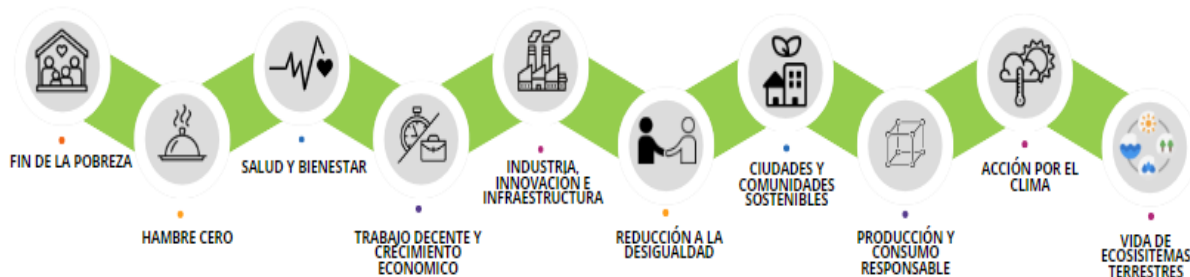 FIN DE LA POBREZA
HAMBRE CERO
SALUD Y BIENESTAR
TRABAJO DECENTE Y
CRECIMIENTO
ECONOMICO
INDUSTRIA,
INNOVACION E
INFRAESTRUCTURA
REDUCCIÓN A LA
DESIGUALDAD
CIUDADES Y
COMUNIDADES
SOSTENIBLES
PRODUCCIÓN Y
CONSUMO
RESPONSABLE
ACCIÓN POR EL
CLIMA
VIDA DE
ECOSISITEMAS
TERRESTRES